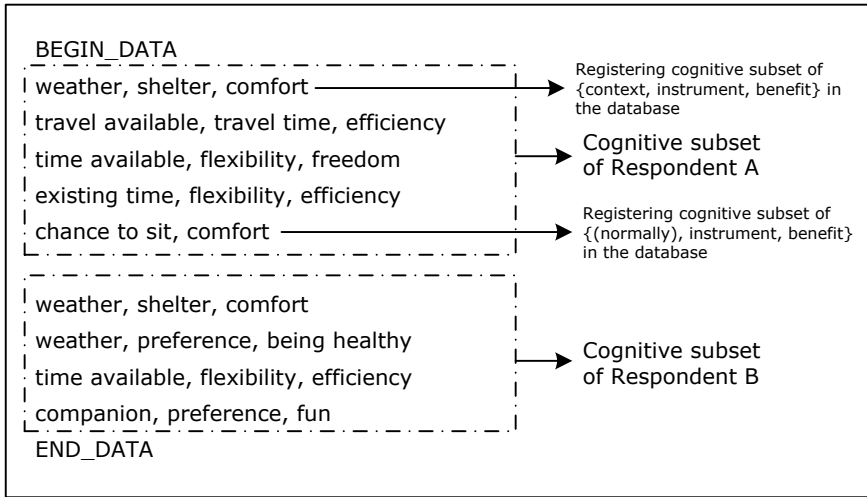 BEGIN_DATA
weather, shelter, comfort
travel available, travel time, efficiency
time available, flexibility, freedom
existing time, flexibility, efficiency
chance to sit, comfort
Registering cognitive subset of
{context, instrument, benefit} in
the database
Cognitive subset
of Respondent A
Registering cognitive subset of
{(normally), instrument, benefit}
in the database
weather, shelter, comfort
weather, preference, being healthy
time available, flexibility, efficiency
companion, preference, fun
Cognitive subset
of Respondent B
END_DATA